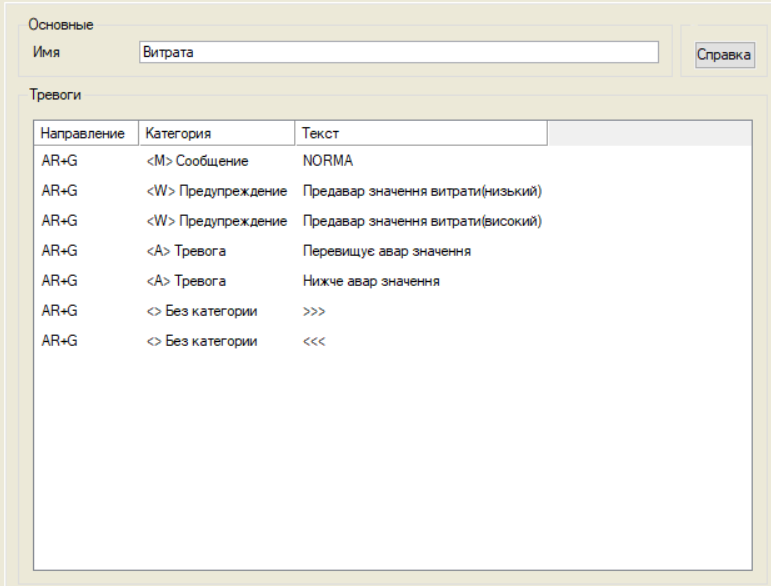 Основные
Имя Витрата Справка
Тревоги
Направление Категория Текст
AR+G <M> Сообщение NORMA
AR+G <W> Предупреждение Предавар значення витрати(низький)
AR+G <W> Предупреждение Предавар значення витрати(високий)
AR+G <A> Тревога Перевищує авар значення
AR+G <A> Тревога Нижче авар значення
AR+G <> Без категории >>>
AR+G <> Без категории <<<